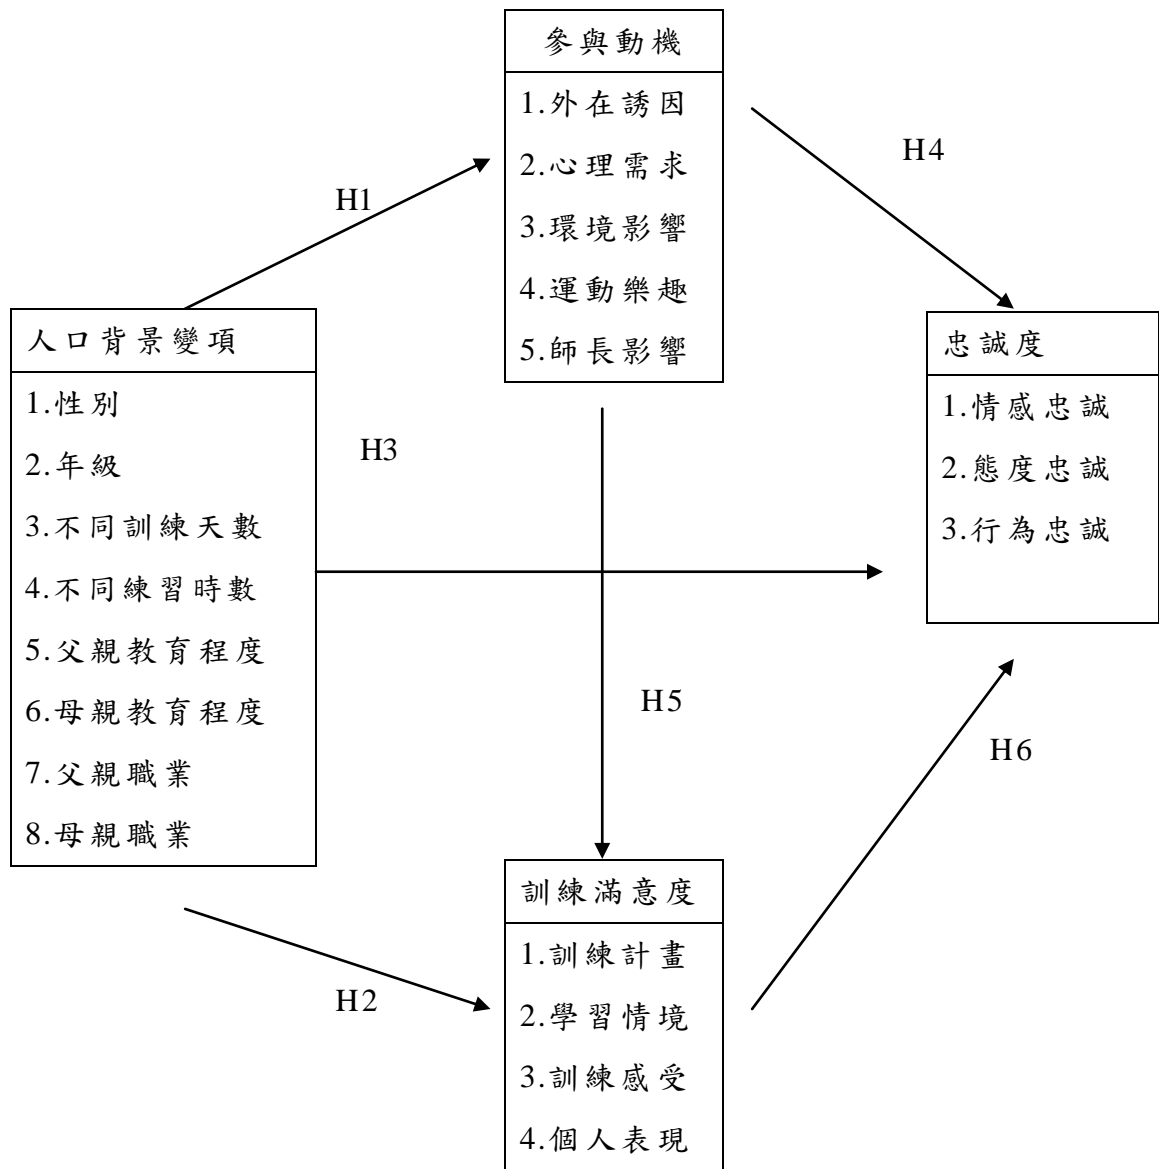 參與動機
1.外在誘因
2.心理需求
3.環境影響
4.運動樂趣
5.師長影響
H1
H4
人口背景變項
1.性別
2.年級
3.不同訓練天數
4.不同練習時數
5.父親教育程度
6.母親教育程度
7.父親職業
8.母親職業
H3
忠誠度
1.情感忠誠
2.態度忠誠
3.行為忠誠
H5
H6
H2
訓練滿意度
1.訓練計畫
2.學習情境
3.訓練感受
4.個人表現